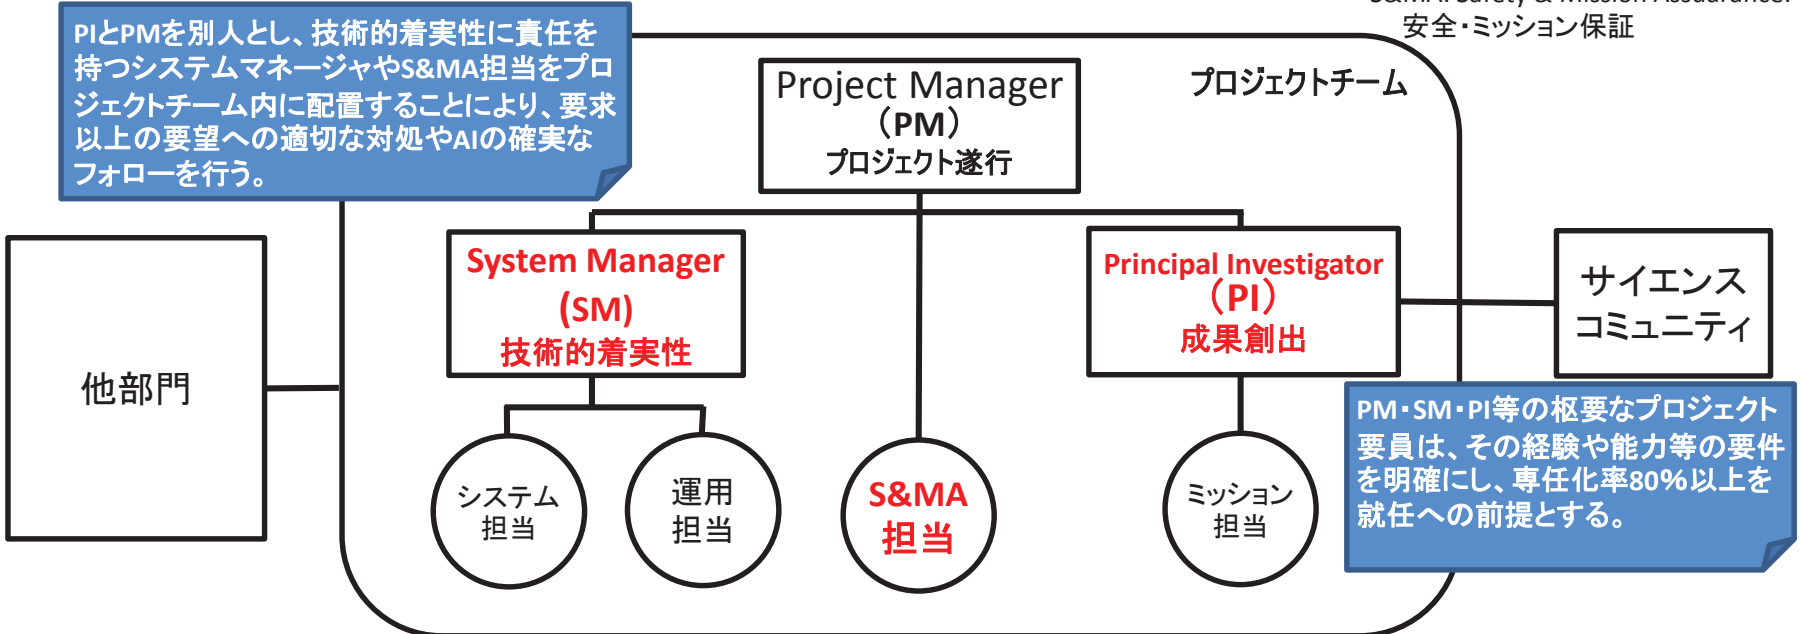 S&MA: Safety & Mission Assuarance:
安全・ミッション保証
PIとPMを別人とし、技術的着実性に責任を
持つシステムマネージャやS&MA担当をプロ
ジェクトチーム内に配置することにより、要求
以上の要望への適切な対処やAIの確実な
フォローを行う。
プロジェクトチーム
Project Manager
（PM）
プロジェクト遂行
System Manager
(SM)
技術的着実性
Principal Investigator
（PI）
成果創出
サイエンス
コミュニティ
他部門
システム
担当
運用
担当
S&MA
担当
ミッション
担当
PM・SM・PI等の枢要なプロジェクト
要員は、その経験や能力等の要件
を明確にし、専任化率80％以上を
就任への前提とする。